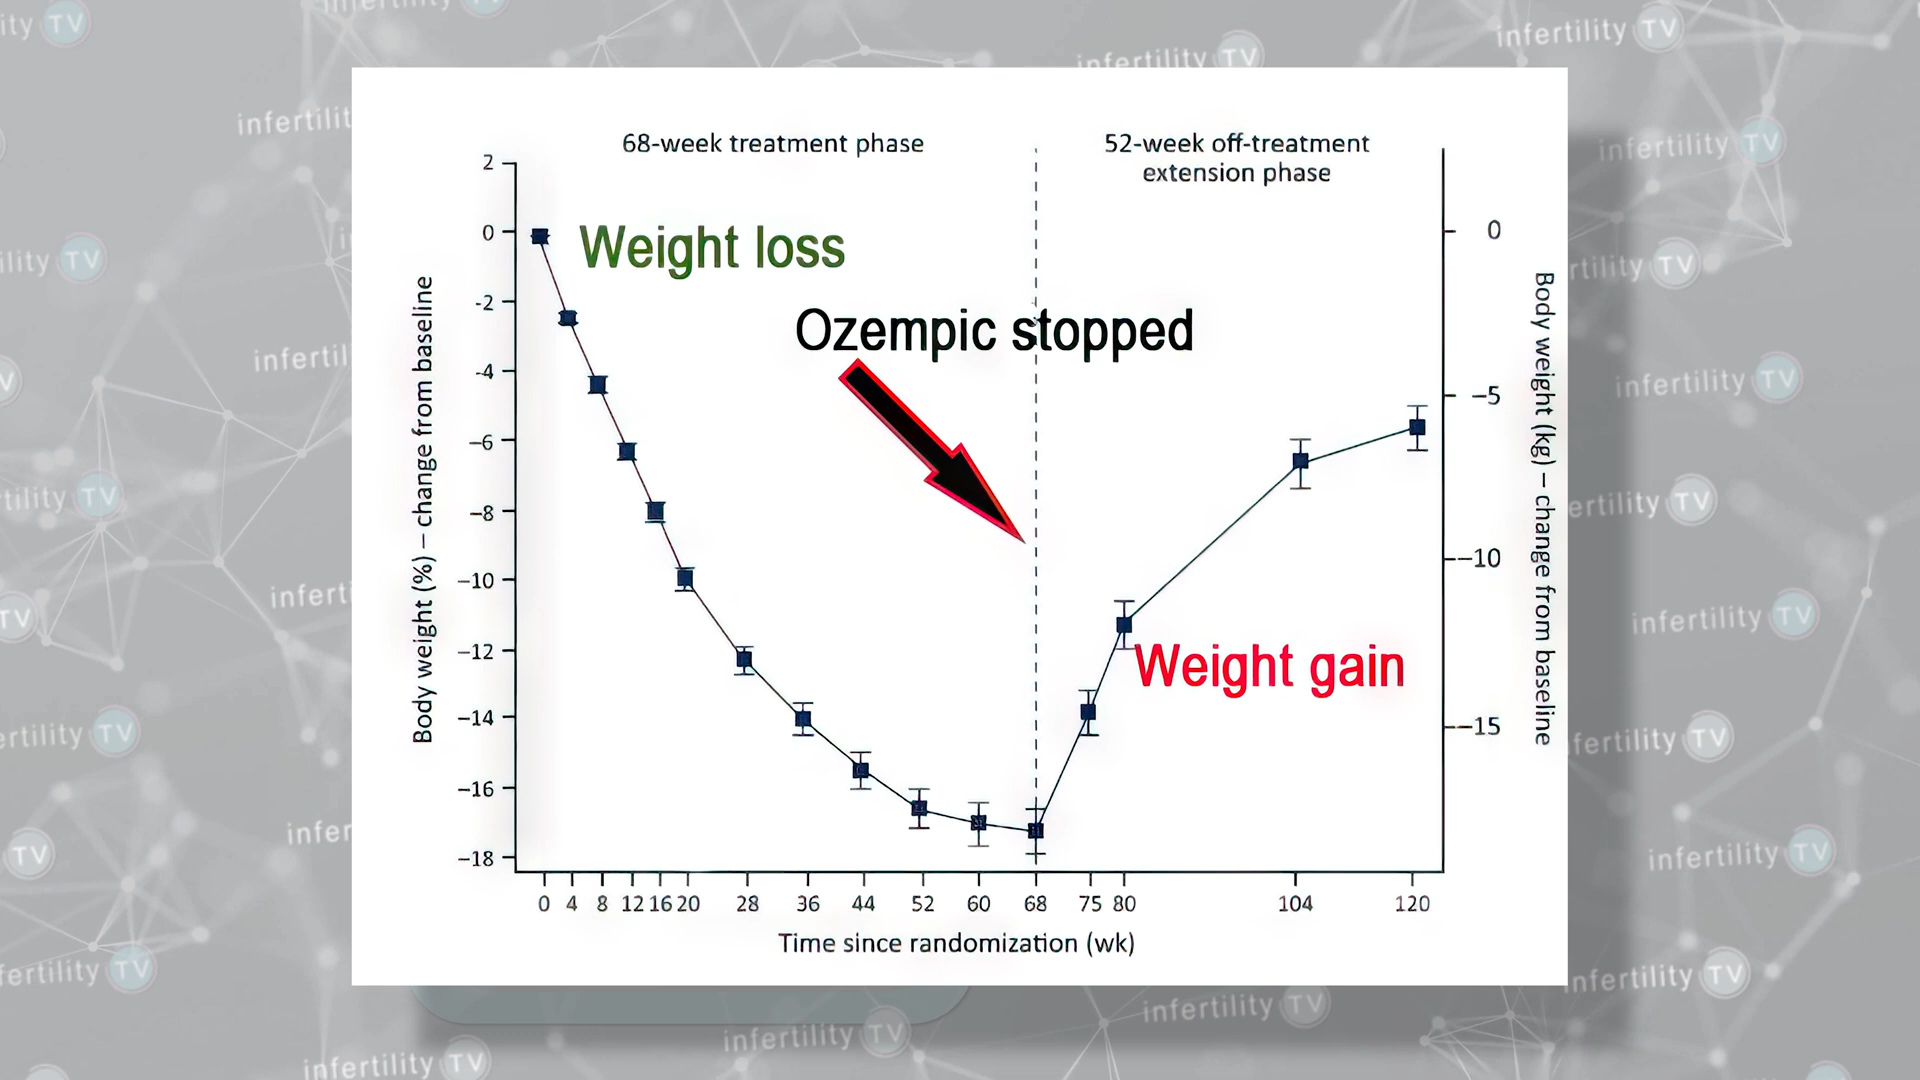 68-week treatment phase
52-week off-treatment
extension phase
Weight loss
Ozempic stopped
Weight gain
Body weight (%) – change from baseline
2
0
-2
-4
-6
-8
-10
-12
–14
–16
–18
0
–5
–10
–15
Body weight (kg) – change from baseline
0 4 8 12 16 20 28 36 44 52 60 68 75 80 104 120
Time since randomization (wk)
infertility TV